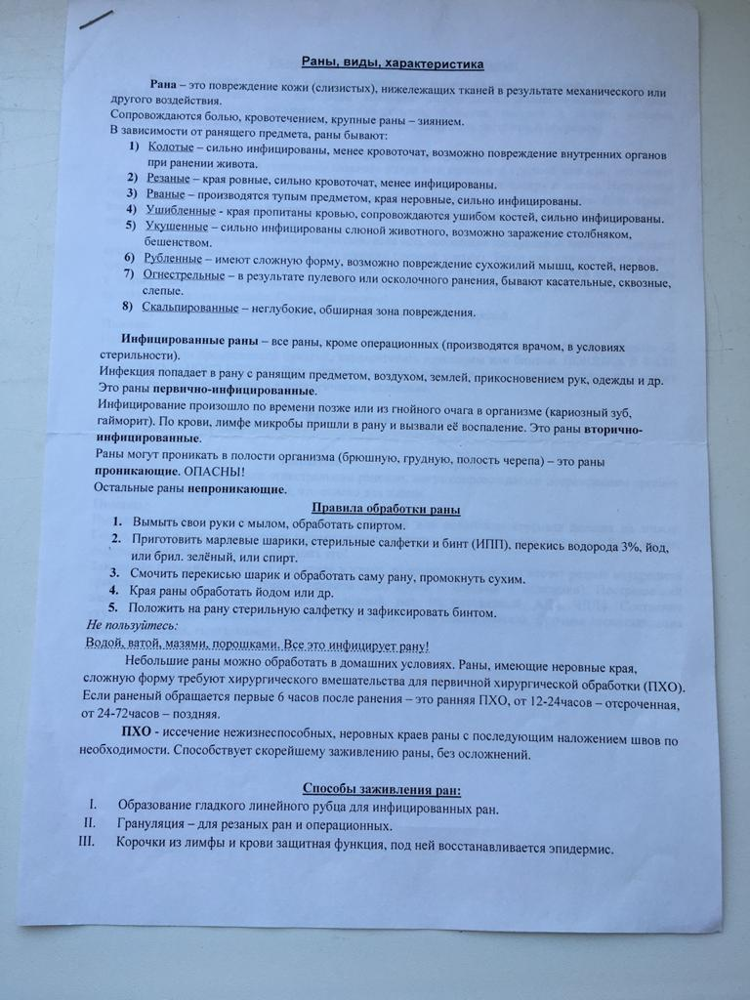 Раны, виды, характеристика
Рана – это повреждение кожи (слизистых), нижележащих тканей в результате механического или
другого воздействия.
Сопровождаются болью, кровотечением, крупные раны – зиянием.
В зависимости от ранящего предмета, раны бывают:
1) Колотые – сильно инфицированы, менее кровоточат, возможно повреждение внутренних органов
при ранении живота.
2) Резаные – края ровные, сильно кровоточат, менее инфицированы.
3) Рваные – производятся тупым предметом, края неровные, сильно инфицированы.
4) Ушибленные - края пропитаны кровью, сопровождаются ушибом костей, сильно инфицированы.
5) Укушенные – сильно инфицированы слюной животного, возможно заражение столбняком,
бешенством.
6) Рубленные – имеют сложную форму, возможно повреждение сухожилий мышц, костей, нервов.
7) Огнестрельные – в результате пулевого или осколочного ранения, бывают касательные, сквозные,
слепые.
8) Скальпированные – неглубокие, обширная зона повреждения.
Инфицированные раны – все раны, кроме операционных (производятся врачом, в условиях
стерильности).
Инфекция попадает в рану с ранящим предметом, воздухом, землей, прикосновением рук, одежды и др.
Это раны первично-инфицированные.
Инфицирование произошло по времени позже или из гнойного очага в организме (кариозный зуб,
гайморит). По крови, лимфе микробы пришли в рану и вызвали её воспаление. Это раны вторично-
инфицированные.
Раны могут проникать в полости организма (брюшную, грудную, полость черепа) – это раны
проникающие. ОПАСНЫ!
Остальные раны непроникающие.
Правила обработки раны
1. Вымыть свои руки с мылом, обработать спиртом.
2. Приготовить марлевые шарики, стерильные салфетки и бинт (ИПП), перекись водорода 3%, йод,
или брил. зелёный, или спирт.
3. Смочить перекисью шарик и обработать саму рану, промокнуть сухим.
4. Края раны обработать йодом или др.
5. Положить на рану стерильную салфетку и зафиксировать бинтом.
Не пользуйтесь:
Водой, ватой, мазями, порошками. Все это инфицирует рану!
Небольшие раны можно обработать в домашних условиях. Раны, имеющие неровные края,
сложную форму требуют хирургического вмешательства для первичной хирургической обработки (ПХО).
Если раненый обращается первые 6 часов после ранения – это ранняя ПХО, от 12-24часов – отсроченная,
от 24-72часов – поздняя.
ПХО - иссечение нежизнеспособных, неровных краев раны с последующим наложением швов по
необходимости. Способствует скорейшему заживлению раны, без осложнений.
Способы заживления ран:
I. Образование гладкого линейного рубца для инфицированных ран.
II. Грануляция – для резаных ран и операционных.
III. Корочки из лимфы и крови защитная функция, под ней восстанавливается эпидермис.